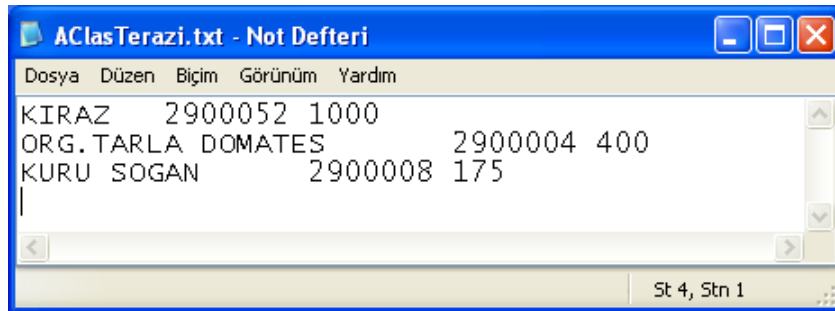 AClasTerazi.txt - Not Defteri
Dosya Düzen Biçim Görünüm Yardım
KIRAZ 2900052 1000
ORG.TARLA DOMATES 2900004 400
KURU SOGAN 2900008 175
St 4, Stn 1